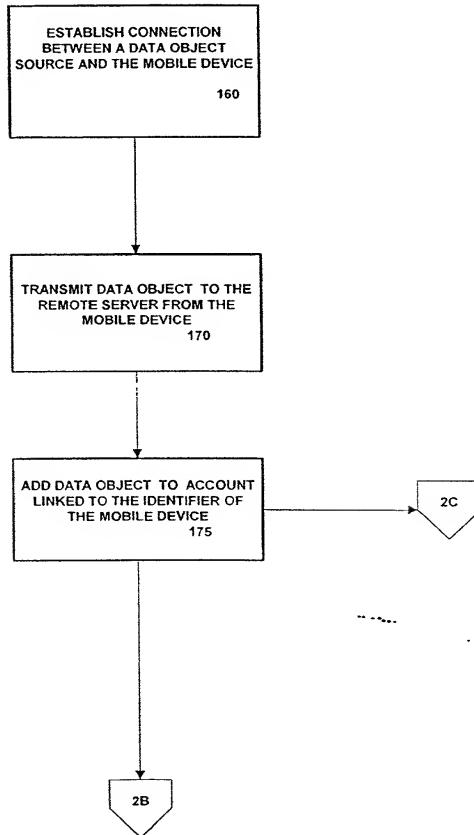 ESTABLISH CONNECTION
BETWEEN A DATA OBJECT
SOURCE AND THE MOBILE DEVICE
160
TRANSMIT DATA OBJECT TO THE
REMOTE SERVER FROM THE
MOBILE DEVICE
170
ADD DATA OBJECT TO ACCOUNT
LINKED TO THE IDENTIFIER OF
THE MOBILE DEVICE
175
2C
2B